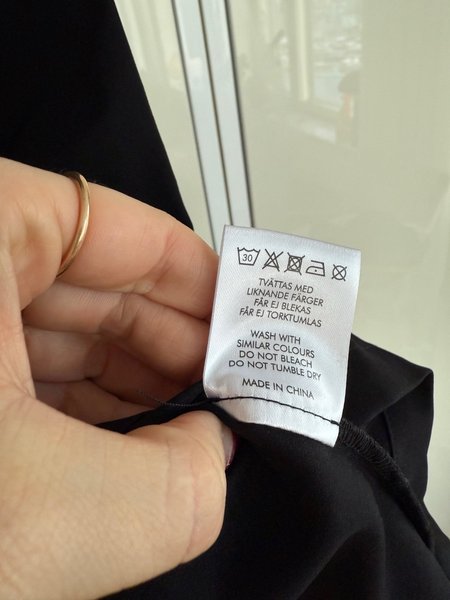 30
TVÄTTAS MED
LIKNANDE FÄRGER
FÅR EJ BLEKAS
FÅR EJ TORKTUMLAS
WASH WITH
SIMILAR COLOURS
DO NOT BLEACH
DO NOT TUMBLE DRY
MADE IN CHINA